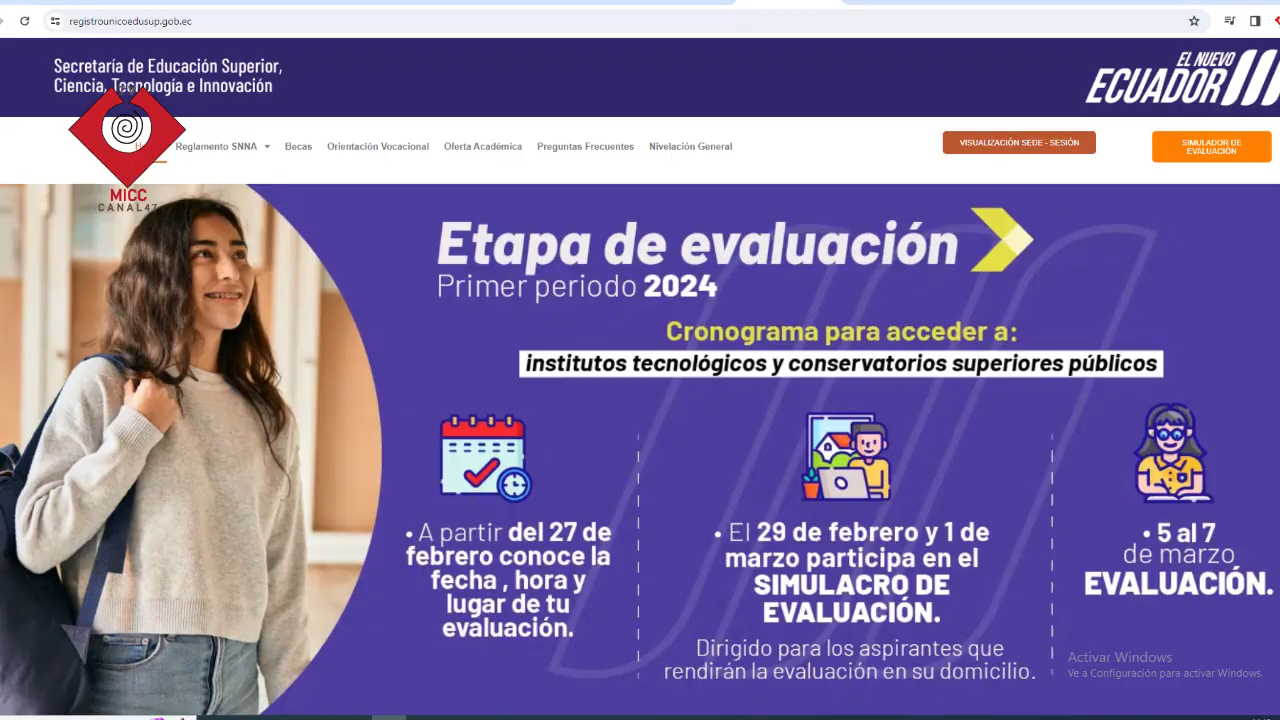 registrounicoedusup.gob.ec
Secretaría de Educación Superior,
Ciencia, Tecnología e Innovación
EL NUEVO
ECUADOR
MICC
CANAL47
Reglamento SNNA
Becas
Orientación Vocacional
Oferta Académica
Preguntas Frecuentes
Nivelación General
VISUALIZACIÓN SEDE - SESIÓN
SIMULADOR DE
EVALUACIÓN
Etapa de evaluación
Primer periodo 2024
Cronograma para acceder a:
institutos tecnológicos y conservatorios superiores públicos
• A partir del 27 de
febrero conoce la
fecha , hora y
lugar de tu
evaluación.
• El 29 de febrero y 1 de
marzo participa en el
SIMULACRO DE
EVALUACIÓN.
Dirigido para los aspirantes que
rendirán la evaluación en su domicilio.
• 5 al 7
de marzo
EVALUACIÓN.
Activar Windows
Ve a Configuración para activar Windows.